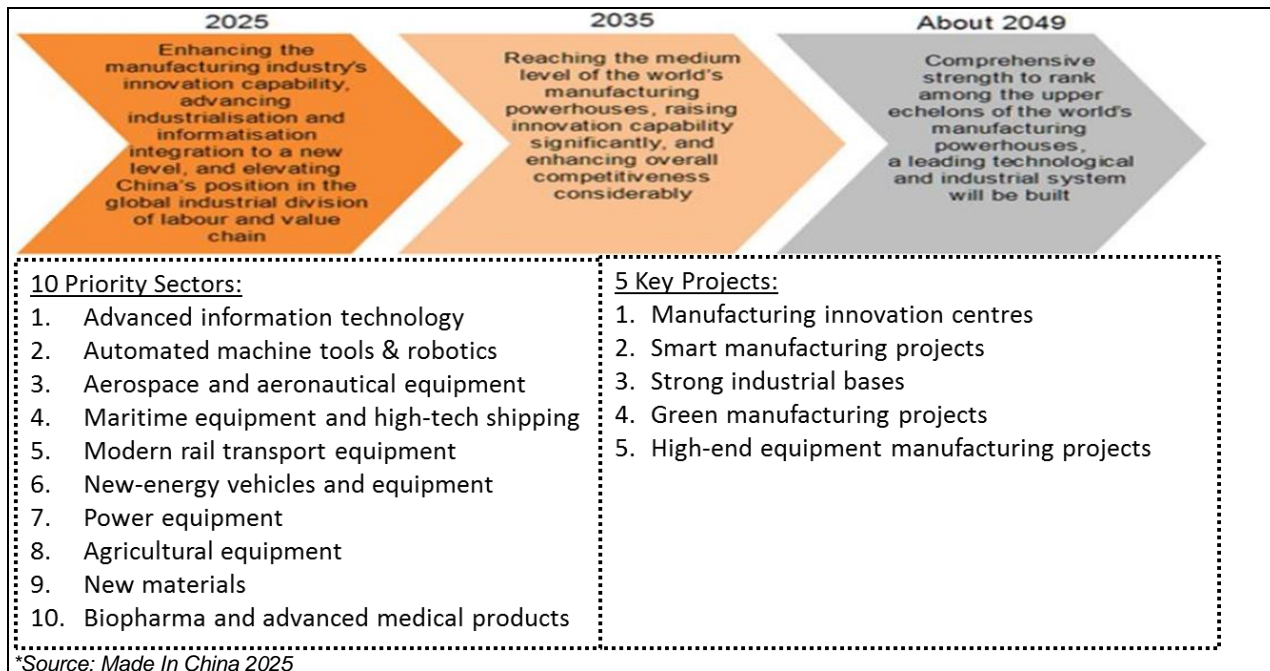 2025
Enhancing the
manufacturing industry's
innovation capability,
advancing
industrialisation and
informatisation
integration to a new
level, and elevating
China's position in the
global industrial division
of labour and value
chain
2035
Reaching the medium
level of the world's
manufacturing
powerhouses, raising
innovation capability
significantly, and
enhancing overall
competitiveness
considerably
About 2049
Comprehensive
strength to rank
among the upper
echelons of the world's
manufacturing
powerhouses,
a leading technological
and industrial system
will be built
10 Priority Sectors:
1. Advanced information technology
2. Automated machine tools & robotics
3. Aerospace and aeronautical equipment
4. Maritime equipment and high-tech shipping
5. Modern rail transport equipment
6. New-energy vehicles and equipment
7. Power equipment
8. Agricultural equipment
9. New materials
10. Biopharma and advanced medical products
5 Key Projects:
1. Manufacturing innovation centres
2. Smart manufacturing projects
3. Strong industrial bases
4. Green manufacturing projects
5. High-end equipment manufacturing projects
*Source: Made In China 2025